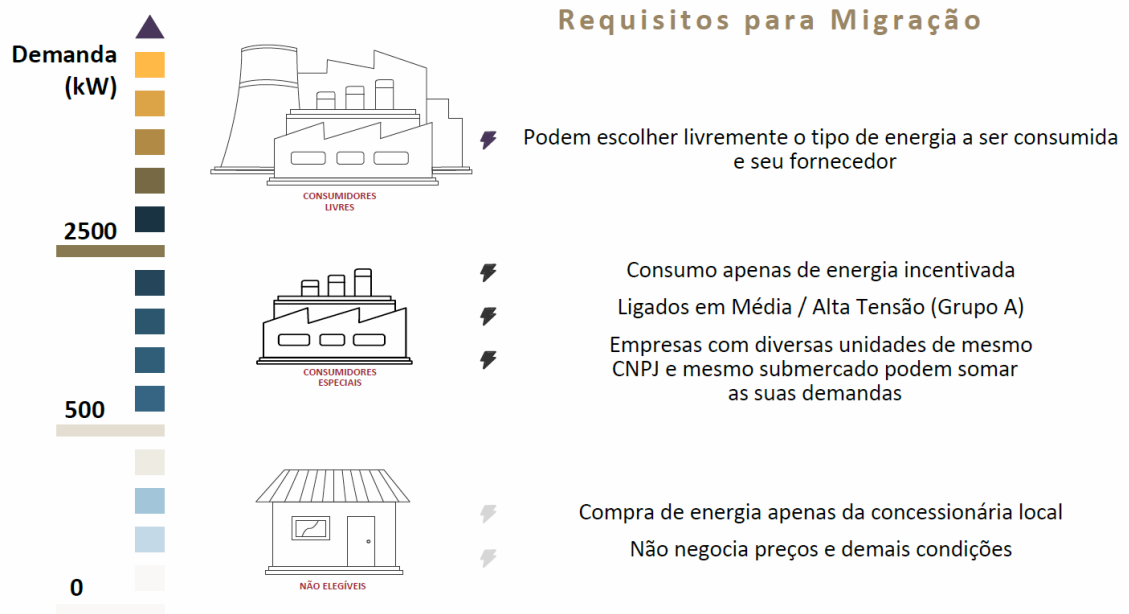 Requisitos para Migração
Demanda
(kW)
Podem escolher livremente o tipo de energia a ser consumida
e seu fornecedor
CONSUMIDORES
LIVRES
2500
Consumo apenas de energia incentivada
Ligados em Média / Alta Tensão (Grupo A)
Empresas com diversas unidades de mesmo
CNPJ e mesmo submercado podem somar
as suas demandas
CONSUMIDORES
ESPECIAIS
500
Compra de energia apenas da concessionária local
Não negocia preços e demais condições
NÃO ELEGÍVEIS
0